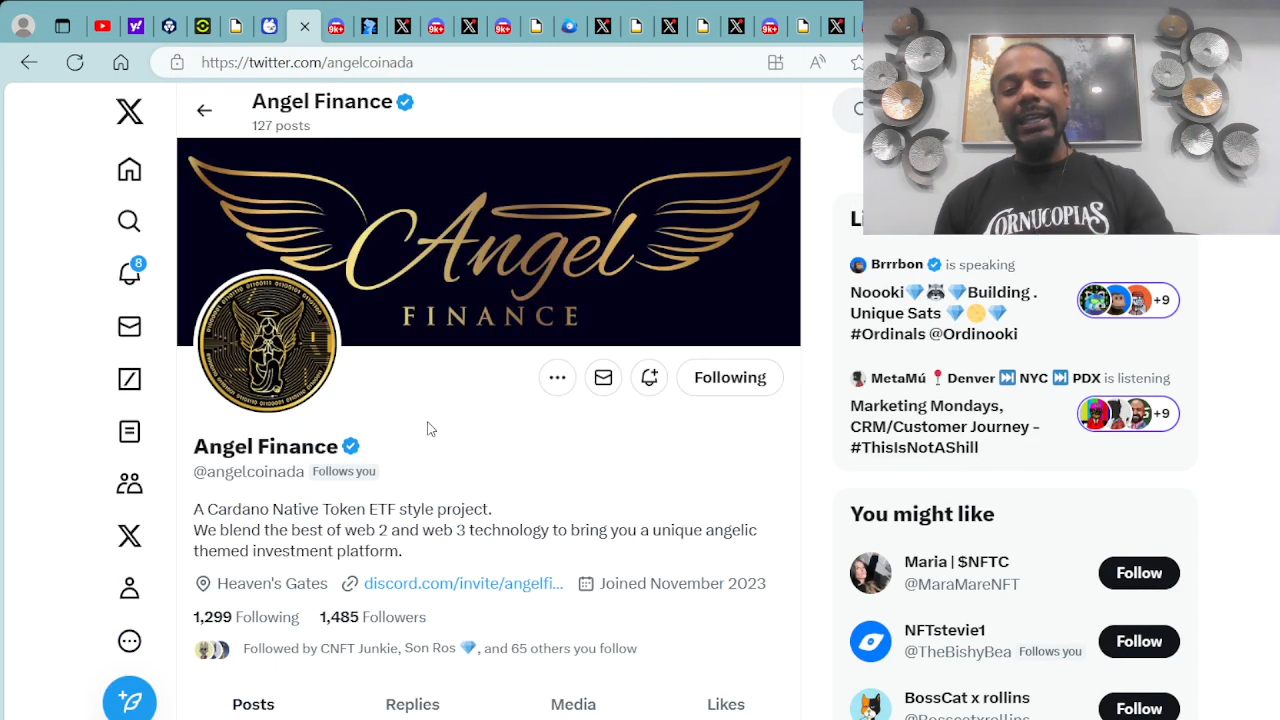 9k+
9k+
9k+
9k+
https://twitter.com/angelcoinada
Angel Finance
127 posts
Angel
FINANCE
CORNUCOPIAS
8
Following
Angel Finance
@angelcoinada Follows you
A Cardano Native Token ETF style project.
We blend the best of web 2 and web 3 technology to bring you a unique angelic
themed investment platform.
Heaven's Gates discord.com/invite/angelfi... Joined November 2023
1,299 Following 1,485 Followers
Followed by CNFT Junkie, Son Ros 💎, and 65 others you follow
Posts Replies Media Likes
Brrrbon is speaking
Noooki💎🦝💎Building .
Unique Sats 💎🟡💎
#Ordinals @Ordinooki
+9
MetaMú 📍Denver ⏭️ NYC ⏭️ PDX is listening
Marketing Mondays,
CRM/Customer Journey -
#ThisIsNotAShill
+9
You might like
Maria | $NFTC
@MaraMareNFT
Follow
NFTstevie1
@TheBishyBea Follows you
Follow
BossCat x rollins
Follow